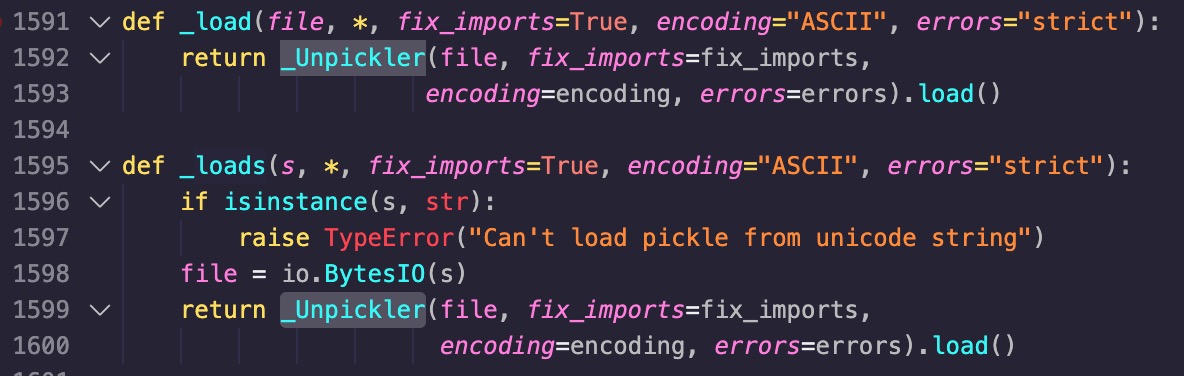 1591 def _load(file, *, fix_imports=True, encoding="ASCII", errors="strict"):
1592     return _Unpickler(file, fix_imports=fix_imports,
1593                      encoding=encoding, errors=errors).load()
1594
1595 def _loads(s, *, fix_imports=True, encoding="ASCII", errors="strict"):
1596     if isinstance(s, str):
1597         raise TypeError("Can't load pickle from unicode string")
1598     file = io.BytesIO(s)
1599     return _Unpickler(file, fix_imports=fix_imports,
1600                       encoding=encoding, errors=errors).load()